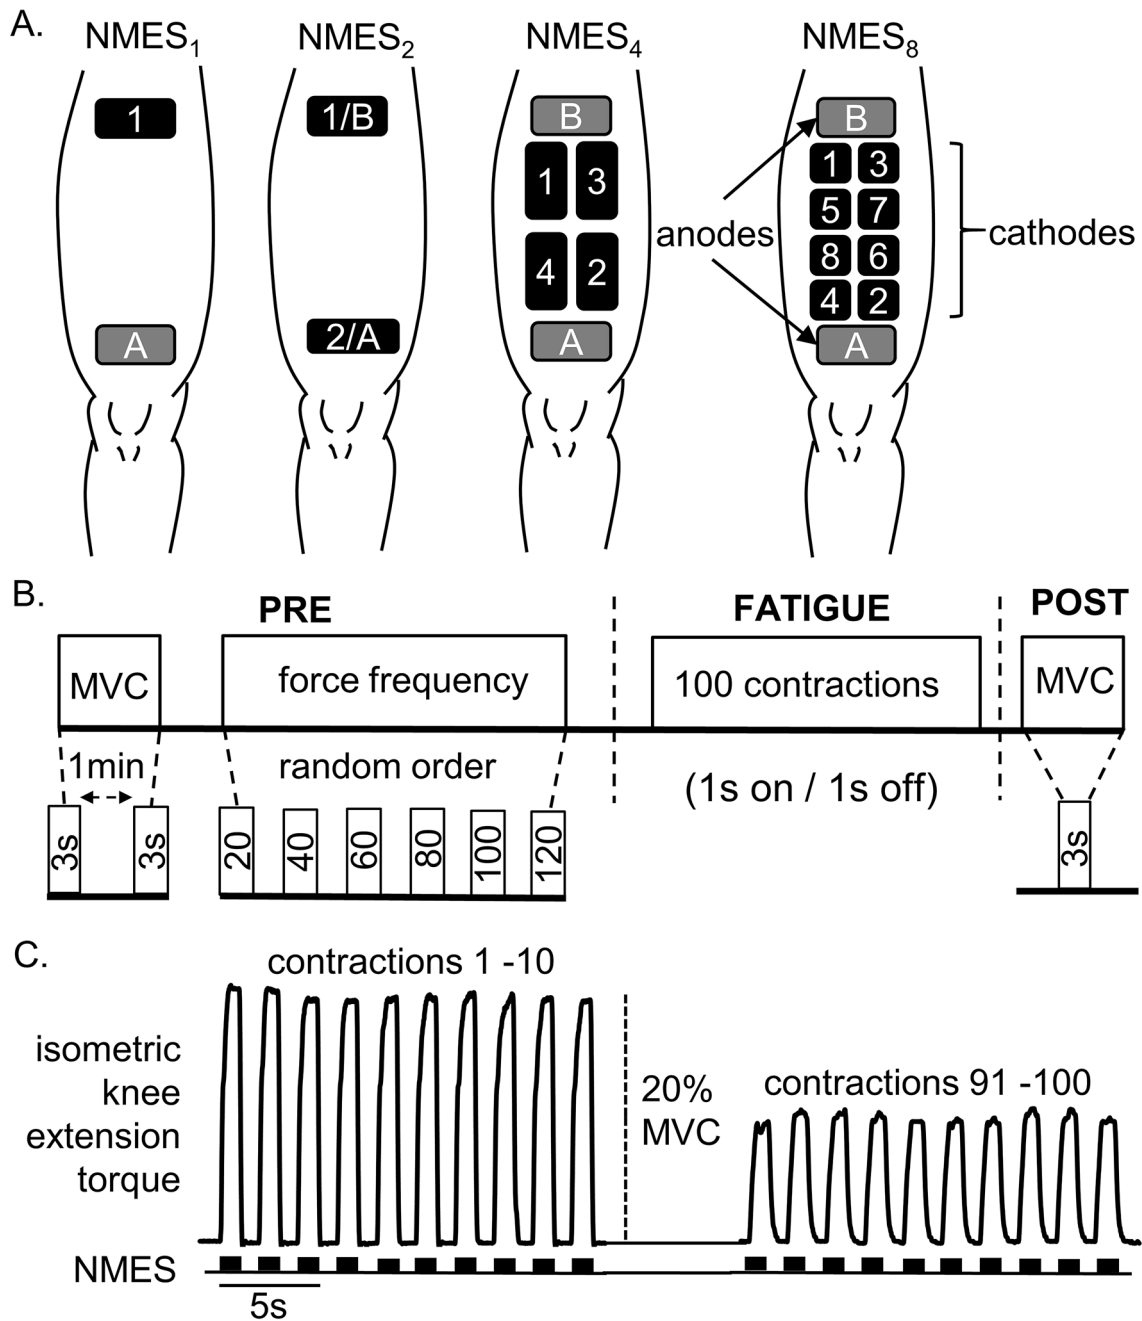 A.
NMES1 NMES2 NMES4 NMES8
1 1/B B B
1 3 1 3
5 7
anodes cathodes
4 2 8 6
4 2
A 2/A A A
B.
PRE FATIGUE POST
MVC force frequency 100 contractions MVC
1min random order (1s on / 1s off)
3s 3s 20 40 60 80 100 120 3s
C.
contractions 1 -10
isometric
knee
extension
torque
20%
MVC
contractions 91 -100
NMES
5s